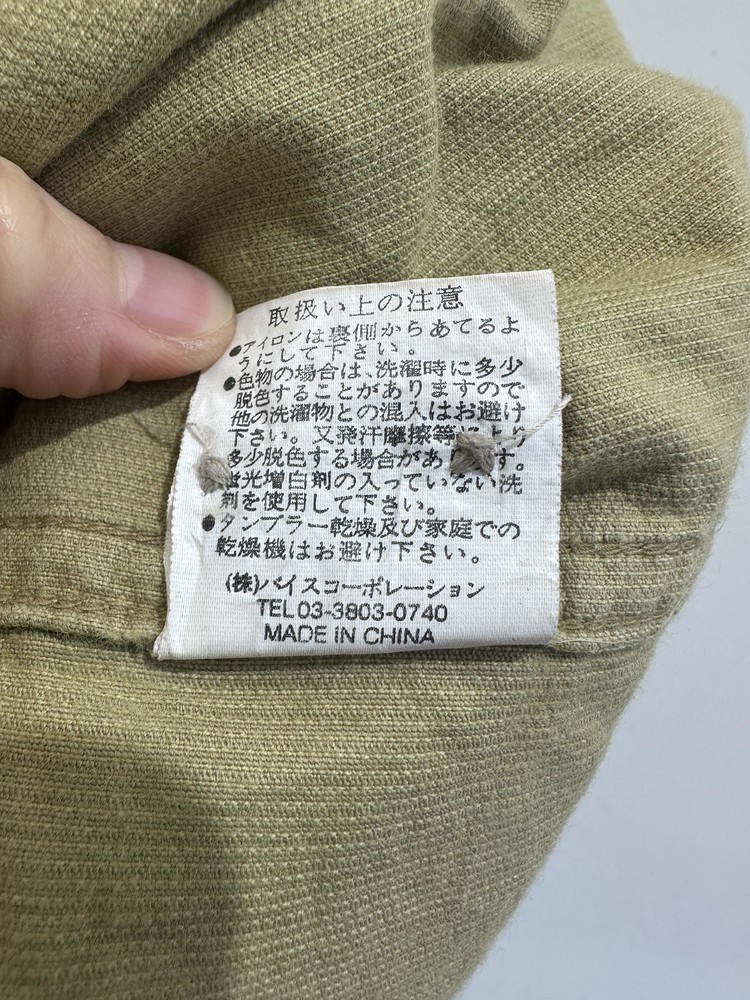 取扱い上の注意
●アイロンは裏側からあてるよ
うにして下さい。
●色物の場合は、洗濯時に多少
脱色することがありますので
他の洗濯物との混入はお避け
下さい。又発汗摩擦等により
多少脱色する場合があります。
蛍光増白剤の入っていない洗
剤を使用して下さい。
●タンブラー乾燥及び家庭での
乾燥機はお避け下さい。
(株)バイスコーポレーション
TEL03-3803-0740
MADE IN CHINA